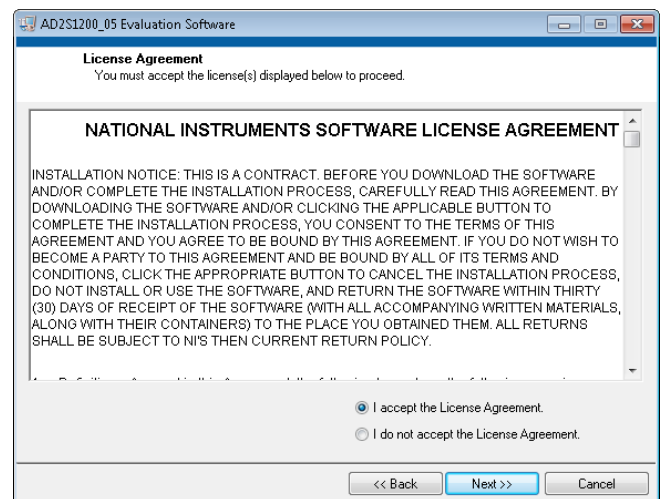 AD2S1200_05 Evaluation Software
License Agreement
You must accept the license(s) displayed below to proceed.
NATIONAL INSTRUMENTS SOFTWARE LICENSE AGREEMENT
INSTALLATION NOTICE: THIS IS A CONTRACT. BEFORE YOU DOWNLOAD THE SOFTWARE
AND/OR COMPLETE THE INSTALLATION PROCESS, CAREFULLY READ THIS AGREEMENT. BY
DOWNLOADING THE SOFTWARE AND/OR CLICKING THE APPLICABLE BUTTON TO
COMPLETE THE INSTALLATION PROCESS, YOU CONSENT TO THE TERMS OF THIS
AGREEMENT AND YOU AGREE TO BE BOUND BY THIS AGREEMENT. IF YOU DO NOT WISH TO
BECOME A PARTY TO THIS AGREEMENT AND BE BOUND BY ALL OF ITS TERMS AND
CONDITIONS, CLICK THE APPROPRIATE BUTTON TO CANCEL THE INSTALLATION PROCESS,
DO NOT INSTALL OR USE THE SOFTWARE, AND RETURN THE SOFTWARE WITHIN THIRTY
(30) DAYS OF RECEIPT OF THE SOFTWARE (WITH ALL ACCOMPANYING WRITTEN MATERIALS,
ALONG WITH THEIR CONTAINERS) TO THE PLACE YOU OBTAINED THEM. ALL RETURNS
SHALL BE SUBJECT TO NI'S THEN CURRENT RETURN POLICY.
I accept the License Agreement.
I do not accept the License Agreement.
<< Back
Next >>
Cancel